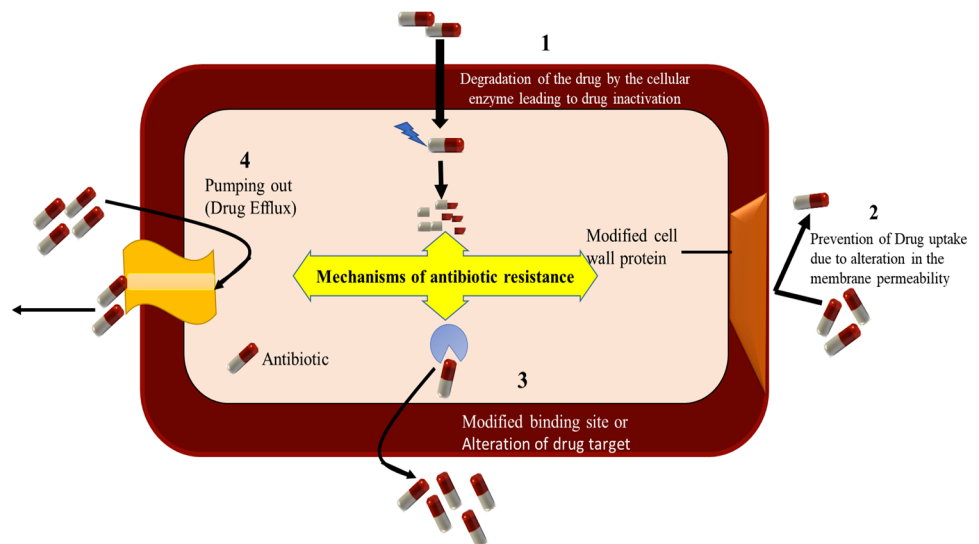 1
Degradation of the drug by the cellular
enzyme leading to drug inactivation
4
Pumping out
(Drug Efflux)
Modified cell
wall protein
2
Prevention of Drug uptake
due to alteration in the
membrane permeability
Mechanisms of antibiotic resistance
Antibiotic
3
Modified binding site or
Alteration of drug target